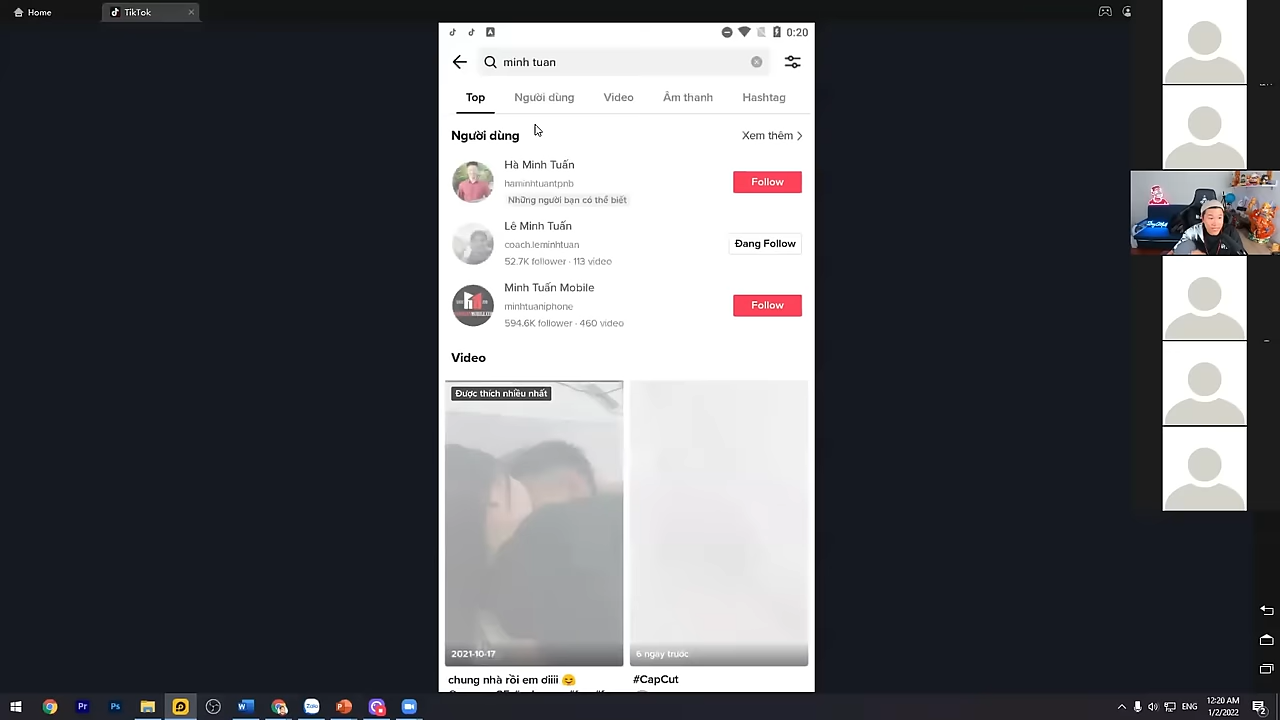 Home
TikTok
0:20
minh tuan
Top
Người dùng
Video
Âm thanh
Hashtag
Người dùng
Xem thêm
Hà Minh Tuấn
haminhtuantpnb
Những người bạn có thể biết
Follow
Lê Minh Tuấn
coach.leminhtuan
52.7K follower · 113 video
Đang Follow
Minh Tuấn Mobile
minhtuaniphone
594.6K follower · 460 video
Follow
Video
Được thích nhiều nhất
2021-10-17
6 ngày trước
chung nhà rồi em diiii 🤗
#CapCut
12:20 AM
1/2/2022